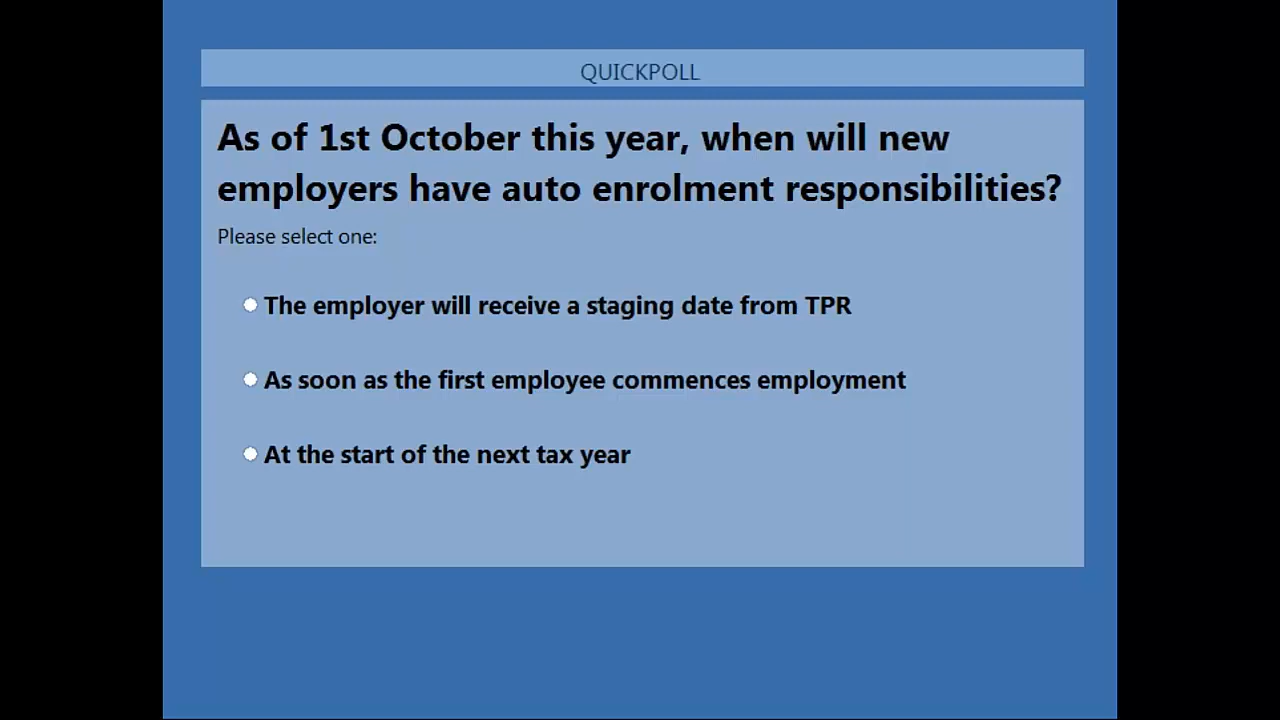 QUICKPOLL
As of 1st October this year, when will new
employers have auto enrolment responsibilities?
Please select one:
The employer will receive a staging date from TPR
As soon as the first employee commences employment
At the start of the next tax year